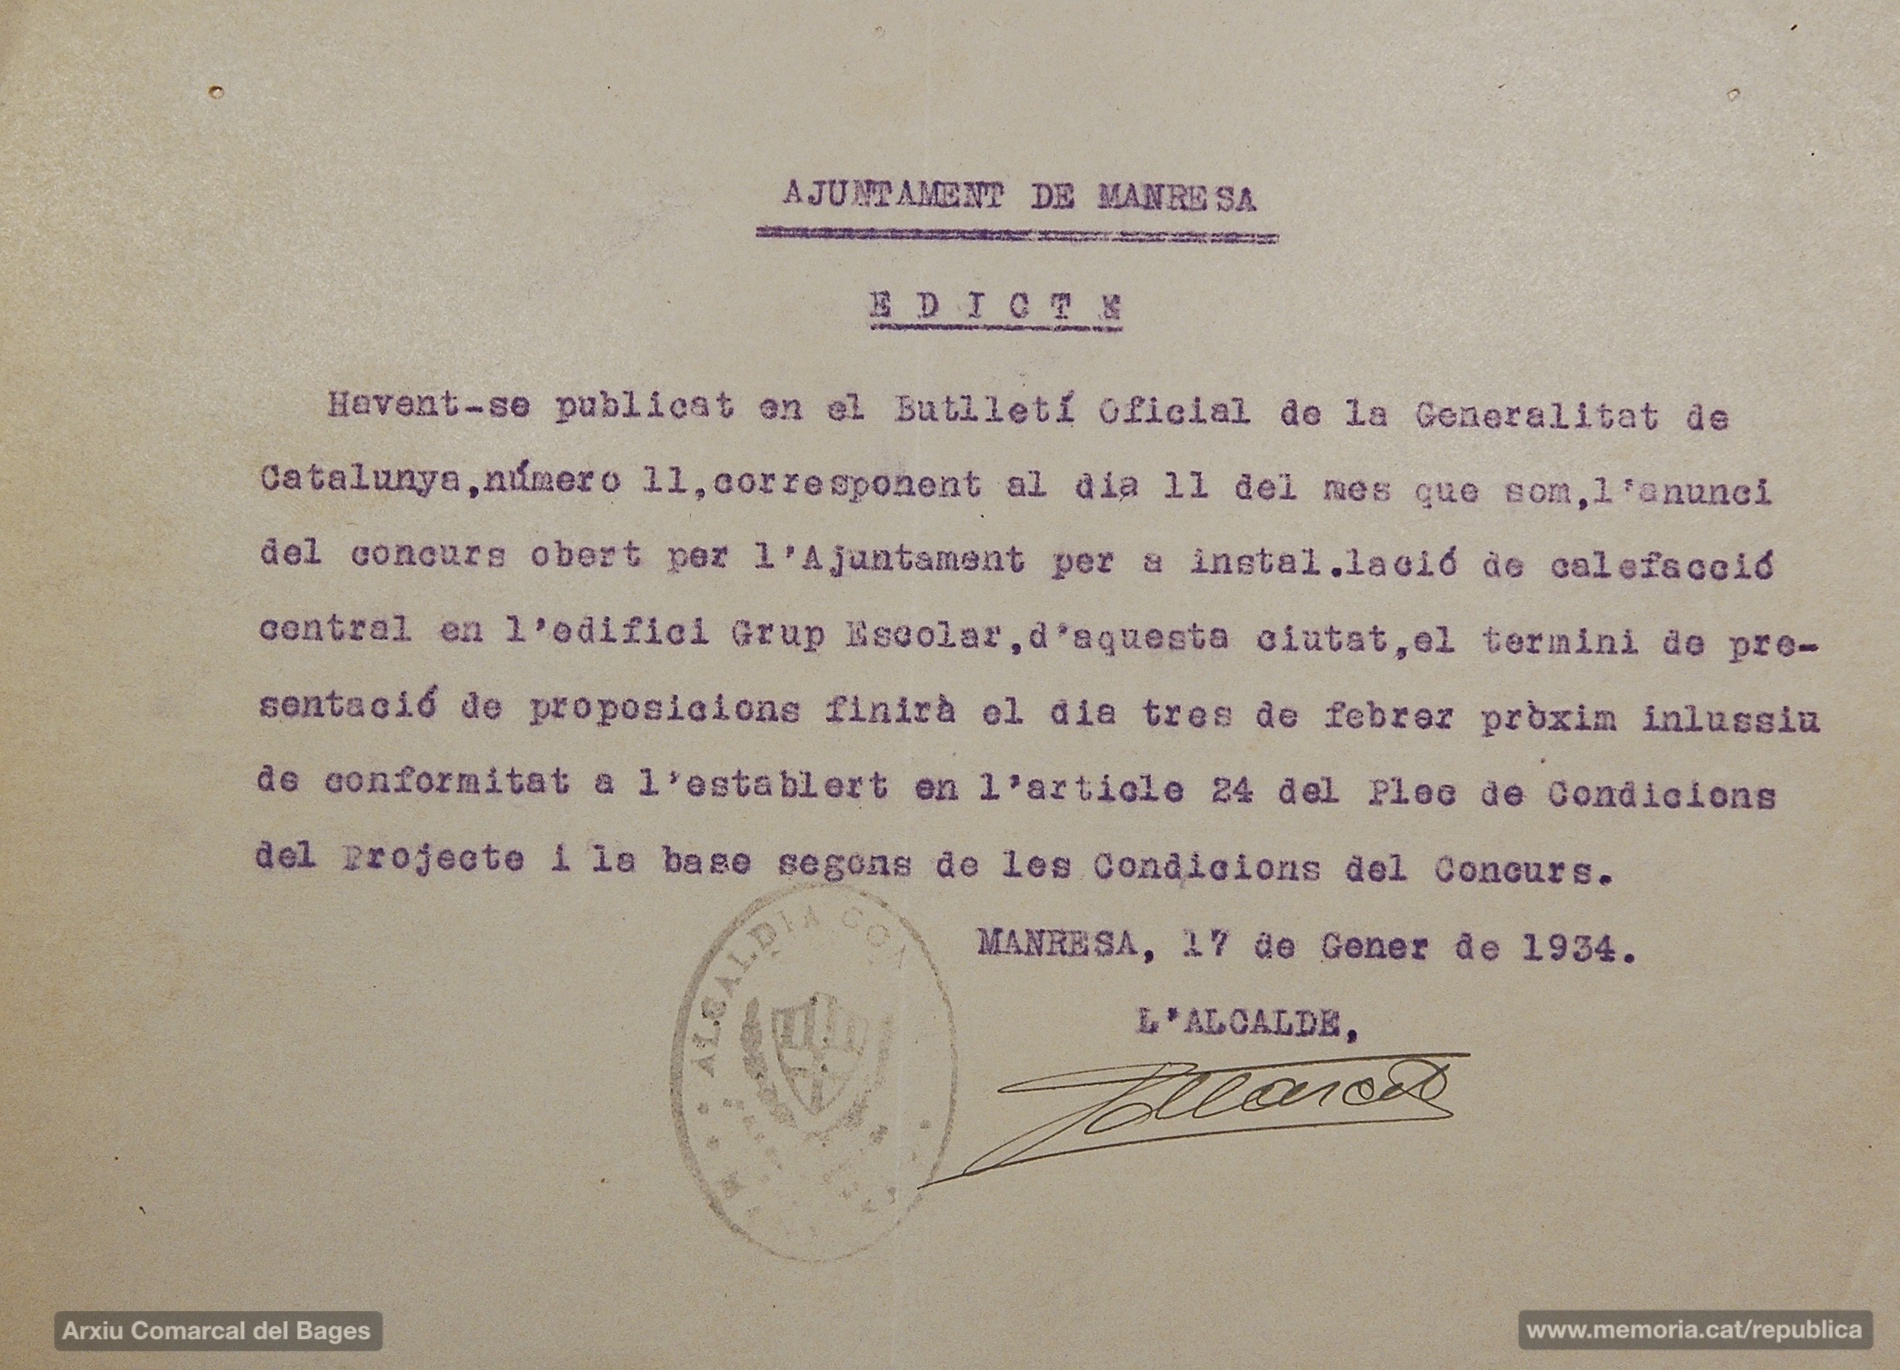 AJUNTAMENT DE MANRESA
EDICTE
Havent-se publicat en el Butlletí Oficial de la Generalitat de
Catalunya,número 11,corresponent al dia 11 del mes que som,l'anunci
del concurs obert per l'Ajuntament per a instal.lació de calefacció
central en l'edifici Grup Escolar,d'aquesta ciutat,el termini de pre-
sentació de proposicions finirà el dia tres de febrer pròxim inlussiu
de conformitat a l'establert en l'article 24 del Plec de Condicions
del Projecte i la base segons de les Condicions del Concurs.
MANRESA, 17 de Gener de 1934.
L'ALCALDE,
ALCALDIA
Arxiu Comarcal del Bages
www.memoria.cat/republica